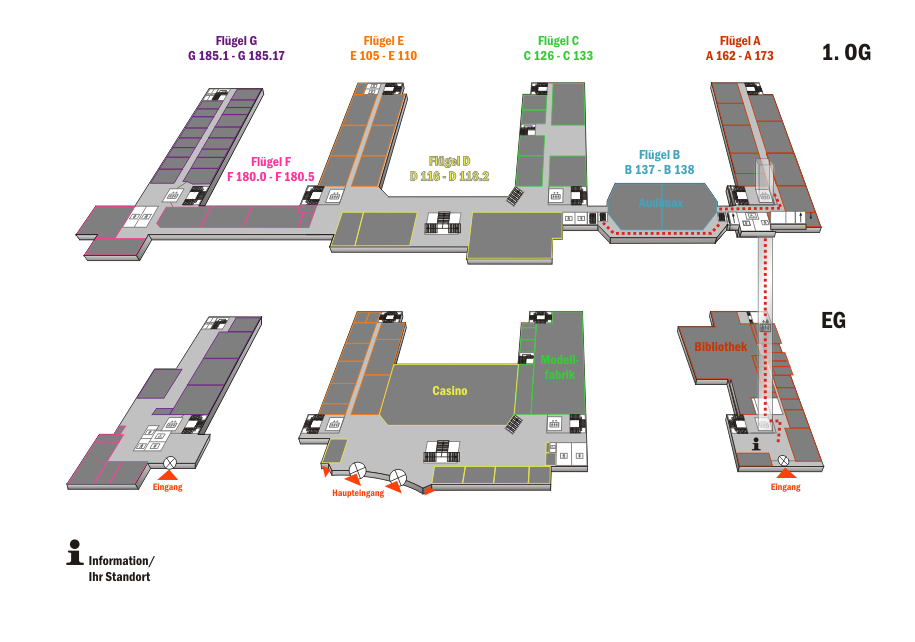 Flügel G
G 185.1 - G 185.17
Flügel E
E 105 - E 110
Flügel C
C 126 - C 133
Flügel A
A 162 - A 173
1. OG
Flügel F
F 180.0 - F 180.5
Flügel D
D 116 - D 118.2
Flügel B
B 137 - B 138
Audimax
EG
Bibliothek
Modell-
fabrik
Casino
Eingang
Haupteingang
Eingang
i Information/
Ihr Standort